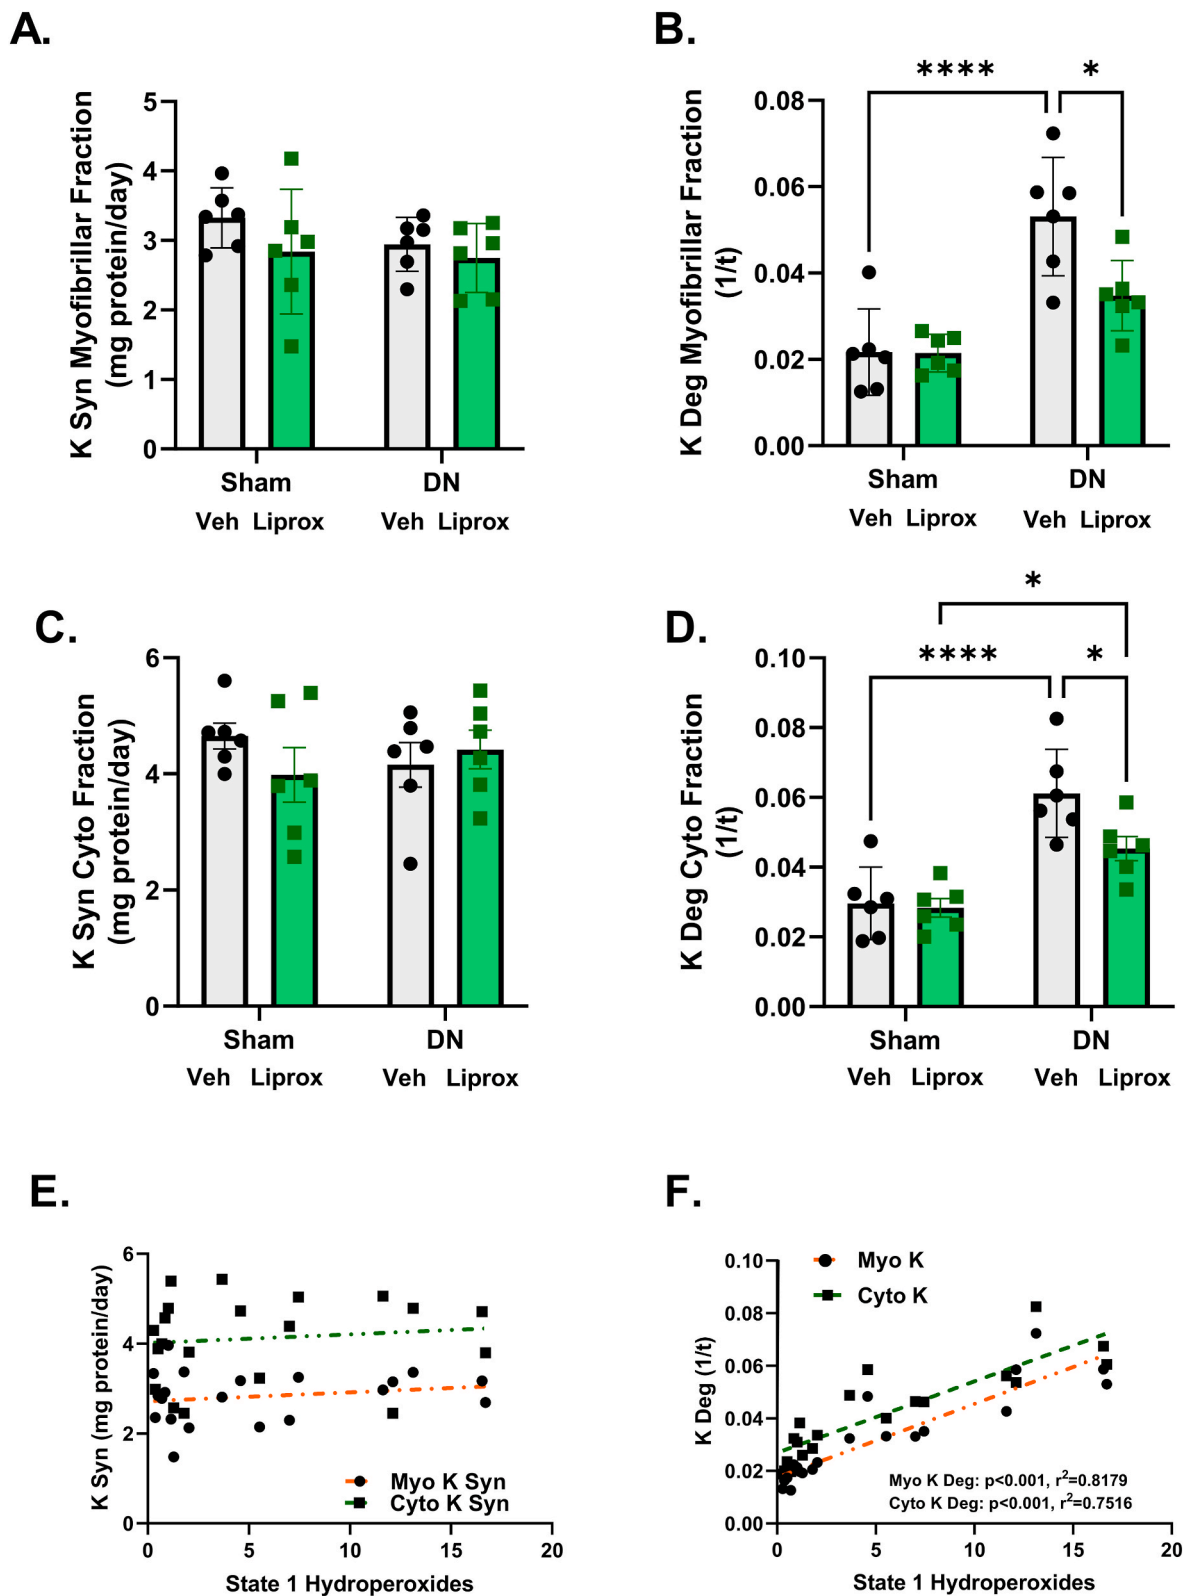 A.
K Syn Myofibrillar Fraction
(mg protein/day)
5
4
3
2
1
0
Sham DN
Veh Liprox Veh Liprox
B.
**** *
K Deg Myofibrillar Fraction
(1/t)
0.08
0.06
0.04
0.02
0.00
Sham DN
Veh Liprox Veh Liprox
C.
K Syn Cyto Fraction
(mg protein/day)
6
4
2
0
Sham DN
Veh Liprox Veh Liprox
D.
*
**** *
K Deg Cyto Fraction
(1/t)
0.10
0.08
0.06
0.04
0.02
0.00
Sham DN
Veh Liprox Veh Liprox
E.
K Syn (mg protein/day)
6
4
2
0
Myo K Syn
Cyto K Syn
0 5 10 15 20
State 1 Hydroperoxides
F.
K Deg (1/t)
0.10
0.08
0.06
0.04
0.02
0.00
Myo K
Cyto K
Myo K Deg: p<0.001, r²=0.8179
Cyto K Deg: p<0.001, r²=0.7516
0 5 10 15 20
State 1 Hydroperoxides